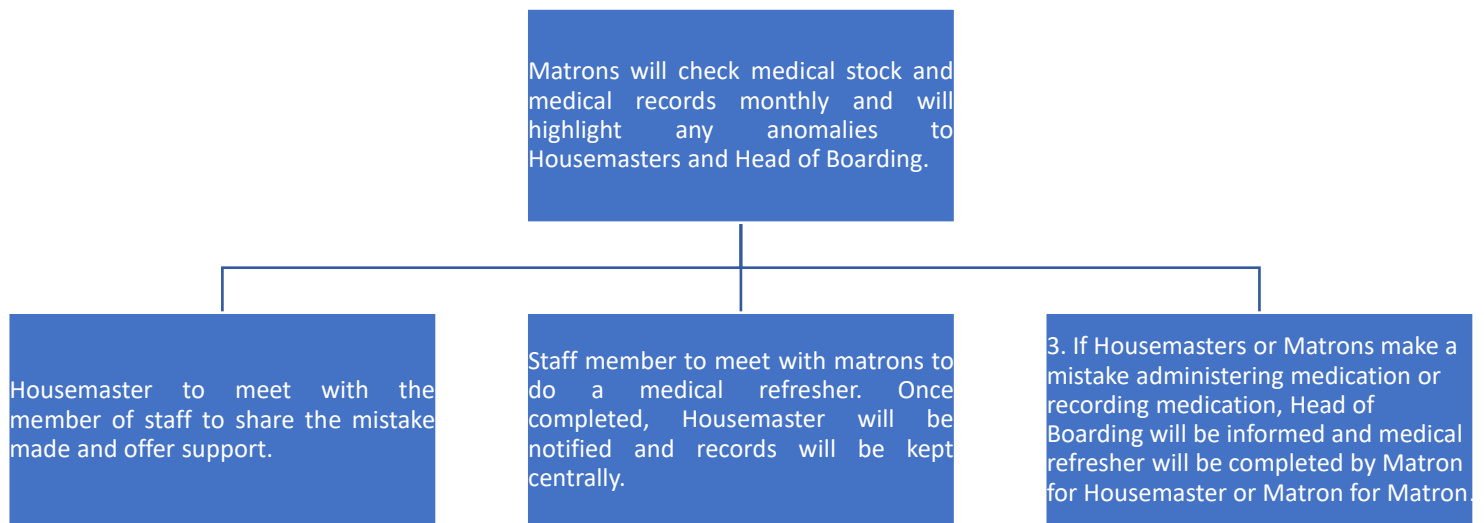 Matrons will check medical stock and
medical records monthly and will
highlight any anomalies to
Housemasters and Head of Boarding.
Housemaster to meet with the
member of staff to share the mistake
made and offer support.
Staff member to meet with matrons to
do a medical refresher. Once
completed, Housemaster will be
notified and records will be kept
centrally.
3. If Housemasters or Matrons make a
mistake administering medication or
recording medication, Head of
Boarding will be informed and medical
refresher will be completed by Matron
for Housemaster or Matron for Matron.